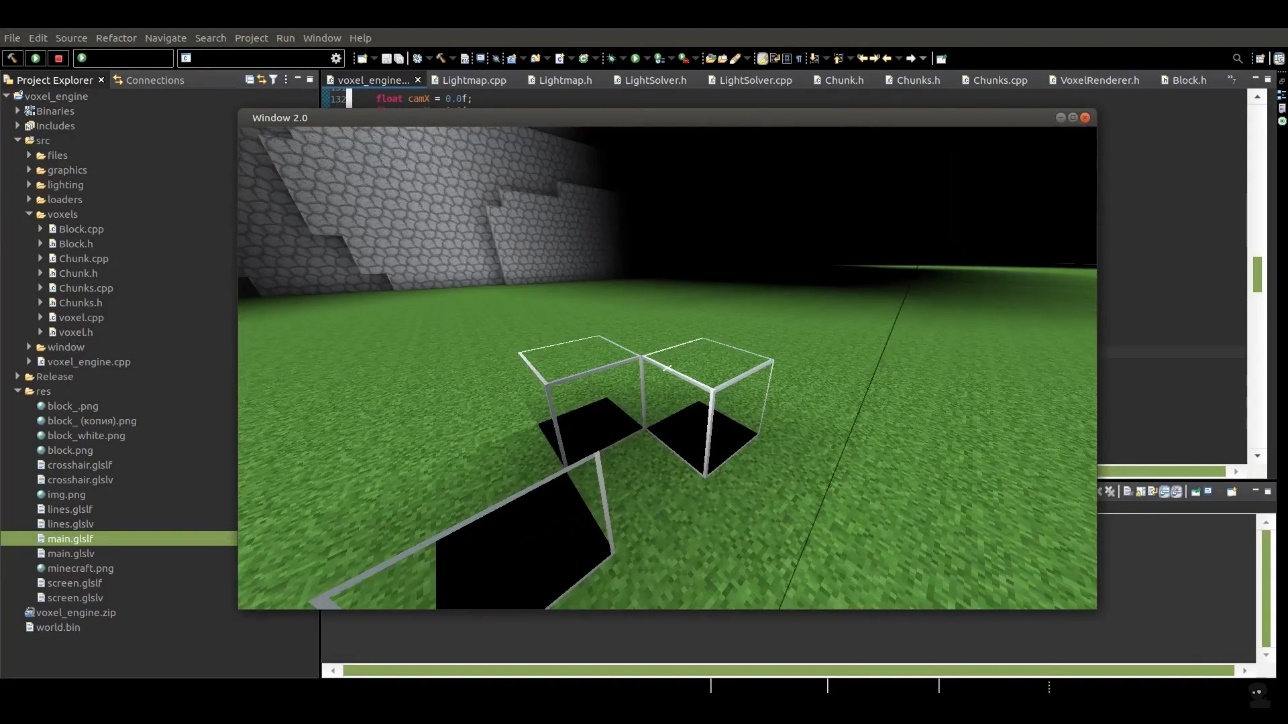 File Edit Source Refactor Navigate Search Project Run Window Help
Project Explorer Connections
voxel_engine... Lightmap.cpp Lightmap.h LightSolver.h LightSolver.cpp Chunk.h Chunks.h Chunks.cpp VoxelRenderer.h Block.h
132 float camX = 0.0f;
Window 2.0
voxel_engine
Binaries
Includes
src
files
graphics
lighting
loaders
voxels
Block.cpp
Block.h
Chunk.cpp
Chunk.h
Chunks.cpp
Chunks.h
voxel.cpp
voxel.h
window
voxel_engine.cpp
Release
res
block_.png
block_ (копия).png
block_white.png
block.png
crosshair.glslf
crosshair.glslv
img.png
lines.glslf
lines.glslv
main.glslf
main.glslv
minecraft.png
screen.glslf
screen.glslv
voxel_engine.zip
world.bin